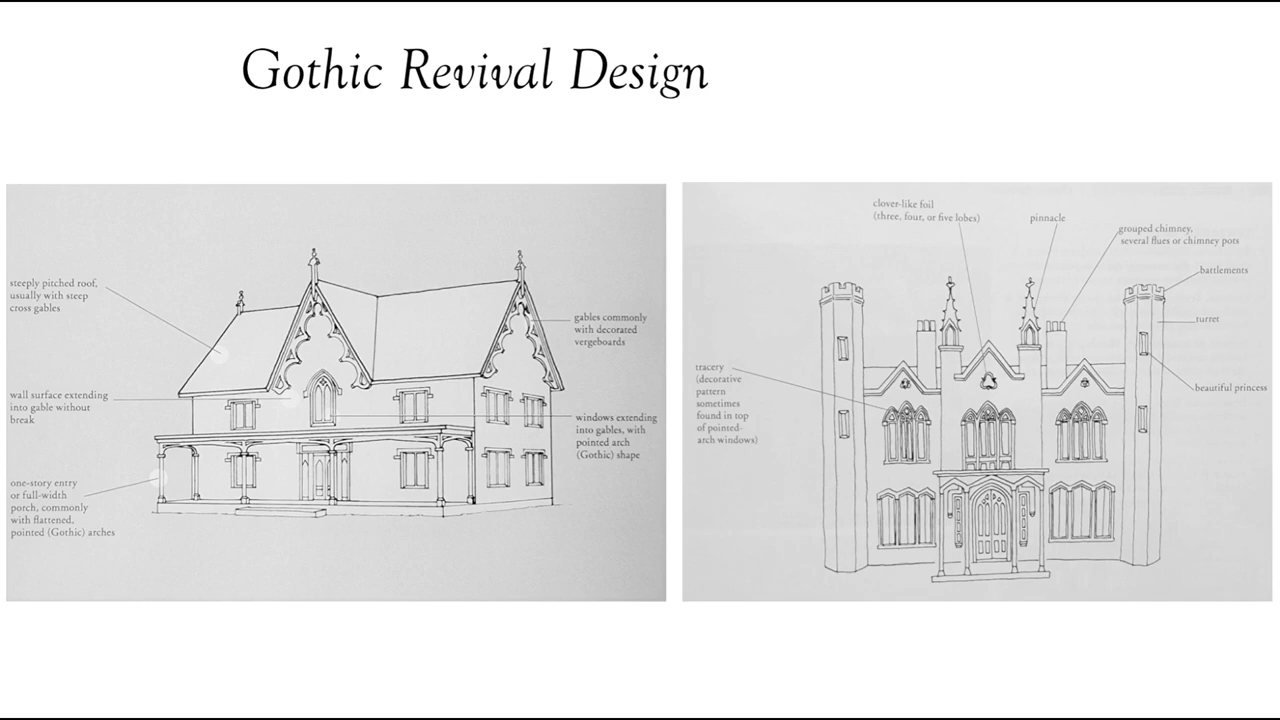 Gothic Revival Design
steeply pitched roof,
usually with steep
cross gables
wall surface extending
into gable without
break
one-story entry
or full-width
porch, commonly
with flattened,
pointed (Gothic) arches
gables commonly
with decorated
vergeboards
windows extending
into gables, with
pointed arch
(Gothic) shape
clover-like foil
(three, four, or five lobes)
pinnacle
grouped chimney,
several flues or chimney pots
battlements
turret
beautiful princess
tracery
(decorative
pattern
sometimes
found in top
of pointed-
arch windows)